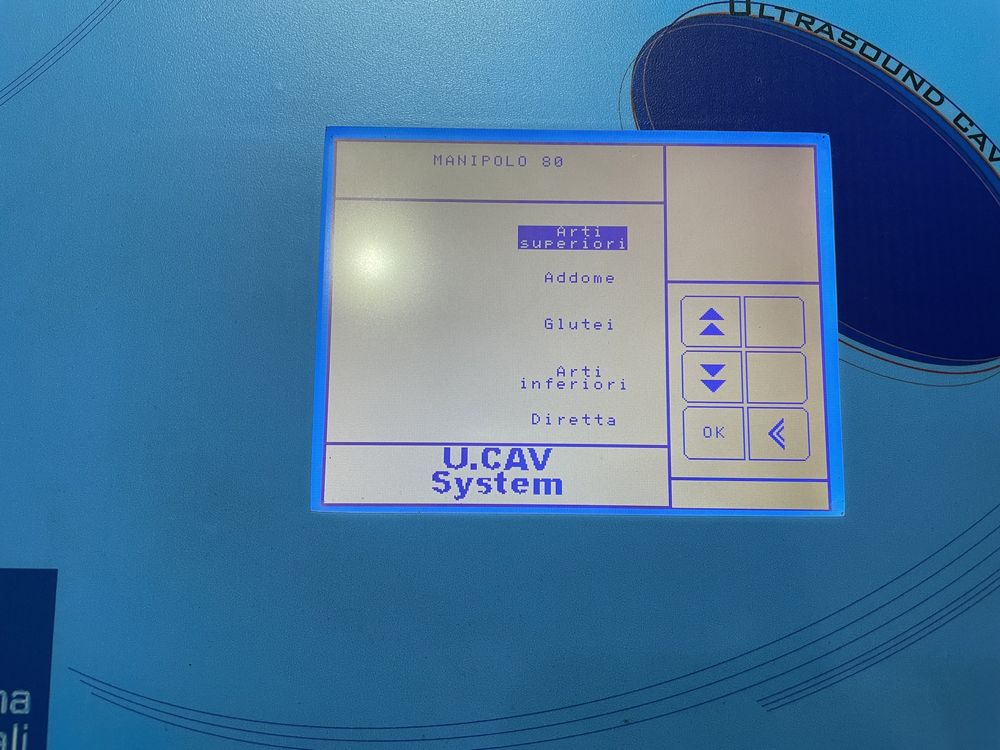 ULTRASOUND CAV
MANIPOLO 80
Arti
superiori
Addome
Glutei
Arti
inferiori
Diretta
OK
U.CAV
System